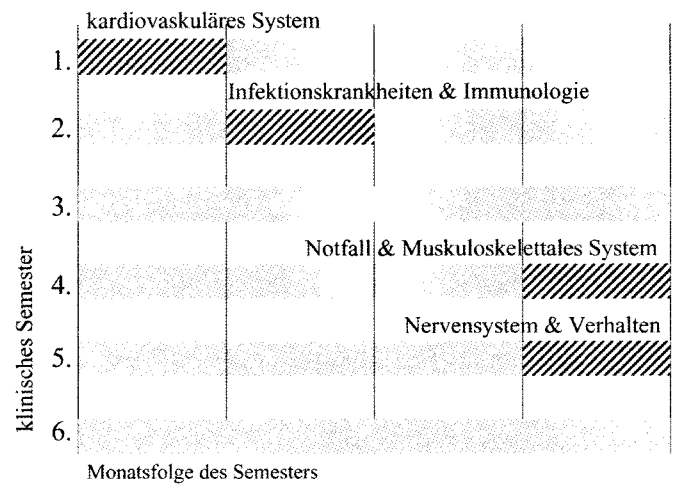 kardiovaskuläres System
1.
Infektionskrankheiten & Immunologie
2.
3.
Notfall & Muskuloskelettales System
4.
Nervensystem & Verhalten
5.
6.
klinisches Semester
Monatsfolge des Semesters